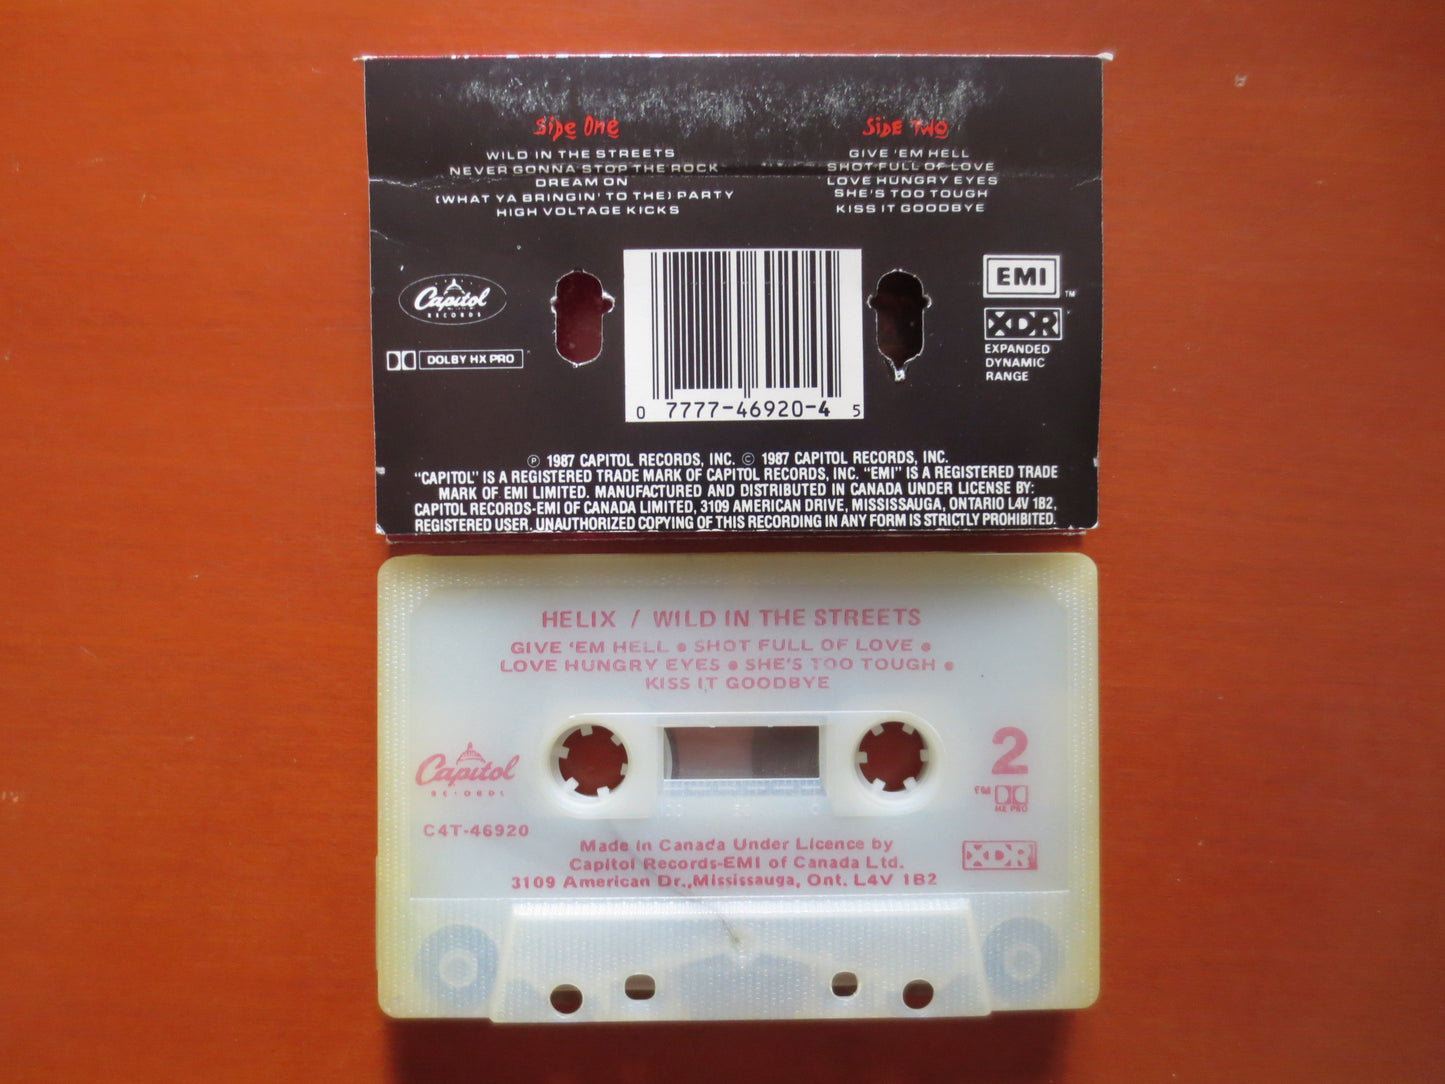 Side One
WILD IN THE STREETS
NEVER GONNA STOP THE ROCK
DREAM ON
(WHAT YA BRINGIN' TO THE) PARTY
HIGH VOLTAGE KICKS
SiDE TWO
GIVE 'EM HELL
SHOT FULL OF LOVE
LOVE HUNGRY EYES
SHE'S TOO TOUGH
KISS IT GOODBYE
Capitol
RECORDS
DOLBY HX PRO
0 7777-46920-4 5
EMI
TM
XDR
EXPANDED
DYNAMIC
RANGE
Ⓟ 1987 CAPITOL RECORDS, INC. © 1987 CAPITOL RECORDS, INC.
"CAPITOL" IS A REGISTERED TRADE MARK OF CAPITOL RECORDS, INC. "EMI" IS A REGISTERED TRADE
MARK OF EMI LIMITED. MANUFACTURED AND DISTRIBUTED IN CANADA UNDER LICENSE BY:
CAPITOL RECORDS-EMI OF CANADA LIMITED, 3109 AMERICAN DRIVE, MISSISSAUGA, ONTARIO L4V 1B2,
REGISTERED USER. UNAUTHORIZED COPYING OF THIS RECORDING IN ANY FORM IS STRICTLY PROHIBITED.
HELIX / WILD IN THE STREETS
GIVE 'EM HELL • SHOT FULL OF LOVE •
LOVE HUNGRY EYES • SHE'S TOO TOUGH •
KISS IT GOODBYE
Capitol
RECORDS
C4T-46920
2
TM
HX PRO
XDR
Made in Canada Under Licence by
Capitol Records-EMI of Canada Ltd.
3109 American Dr., Mississauga, Ont. L4V 1B2